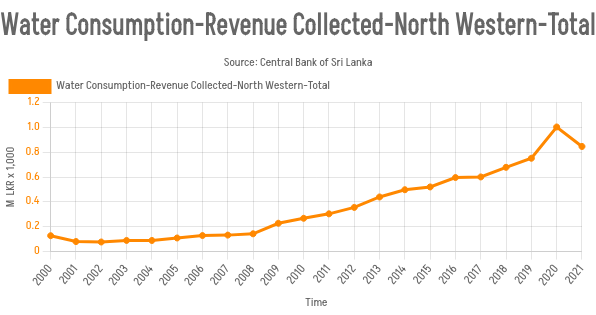 Water Consumption-Revenue Collected-North Western-Total
Source: Central Bank of Sri Lanka
Water Consumption-Revenue Collected-North Western-Total
M LKR x 1,000
1.2
1.0
0.8
0.6
0.4
0.2
0
2000 2001 2002 2003 2004 2005 2006 2007 2008 2009 2010 2011 2012 2013 2014 2015 2016 2017 2018 2019 2020 2021
Time